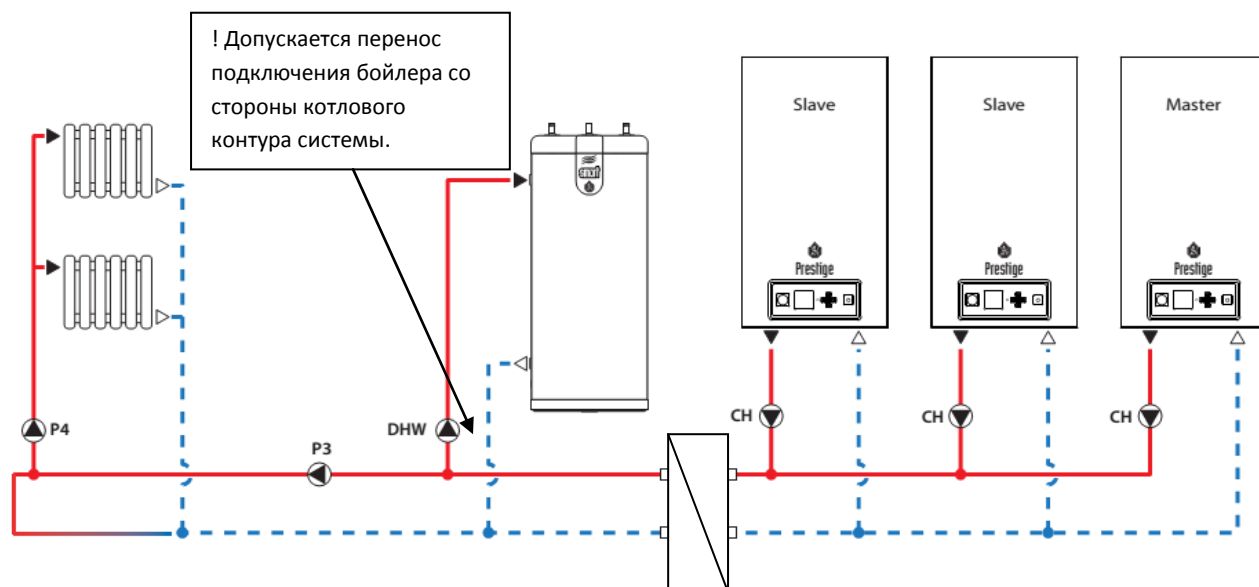 ! Допускается перенос
подключения бойлера со
стороны котлового
контура системы.
Slave
Slave
Master
acv
Prestige
Prestige
Prestige
P4
DHW
CH
CH
CH
P3